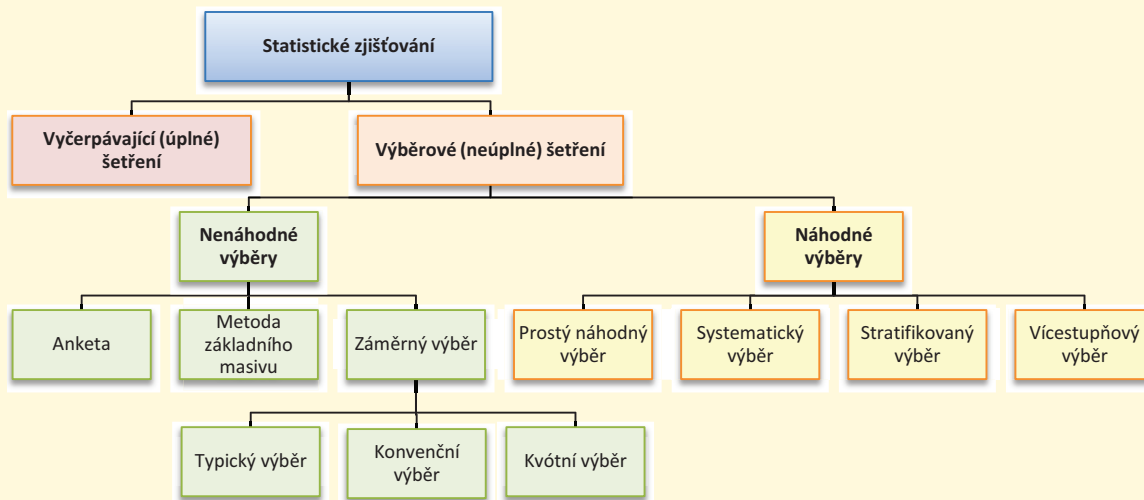 Statistické zjišťování
Vyčerpávající (úplné)
šetření
Výběrové (neúplné) šetření
Nenáhodné
výběry
Náhodné
výběry
Anketa
Metoda
základního
masivu
Záměrný výběr
Prostý náhodný
výběr
Systematický
výběr
Stratifikovaný
výběr
Vícestupňový
výběr
Typický výběr
Konvenční
výběr
Kvótní výběr